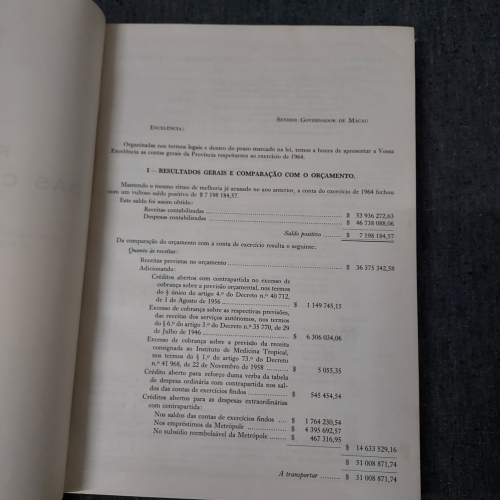 SENHOR GOVERNADOR DE MACAU
EXCELÊNCIA:
Organizadas nos termos legais e dentro do prazo marcado na lei, temos a honra de apresentar a Vossa
Excelência as contas gerais da Província respeitantes ao exercício de 1964.
I — RESULTADOS GERAIS E COMPARAÇÃO COM O ORÇAMENTO.
Mantendo o mesmo ritmo de melhoria já acusado no ano anterior, a conta do exercício de 1964 fechou
com um vultoso saldo positivo de $ 7 198 184,37.
Este saldo foi assim obtido:
Receitas contabilizadas ........ $ 53 936 272,63
Despesas contabilizadas ........ $ 46 738 088,06
Saldo positivo ........ $ 7 198 184,37
Da comparação do orçamento com a conta de exercício resulta o seguinte:
Quanto às receitas:
Receitas previstas no orçamento ........ $ 36 375 342,58
Adicionando:
Créditos abertos com contrapartida no excesso de
cobrança sobre a previsão orçamental, nos termos
do § único do artigo 4.º do Decreto n.º 40 712,
de 1 de Agosto de 1956 ........ $ 1 149 745,15
Excesso de cobrança sobre as respectivas previsões,
das receitas dos serviços autónomos, nos termos
do § 6.º do artigo 3.º do Decreto n.º 35 770, de 29
de Julho de 1946 ........ $ 6 306 034,06
Excesso de cobrança sobre a previsão da receita
consignada ao Instituto de Medicina Tropical,
nos termos do § 1.º do artigo 73.º do Decreto
n.º 41 968, de 22 de Novembro de 1958 ........ $ 5 055,35
Crédito aberto para reforço duma verba da tabela
de despesa ordinária com contrapartida nos sal-
dos das contas de exercícios findos ........ $ 545 454,54
Créditos abertos para as despesas extraordinárias
com contrapartida:
Nos saldos das contas de exercícios findos .... $ 1 764 230,54
Nos empréstimos da Metrópole ........ $ 4 395 692,57
No subsídio reembolsável da Metrópole .. $ 467 316,95
$ 14 633 529,16
$ 51 008 871,74
A transportar ........ $ 51 008 871,74